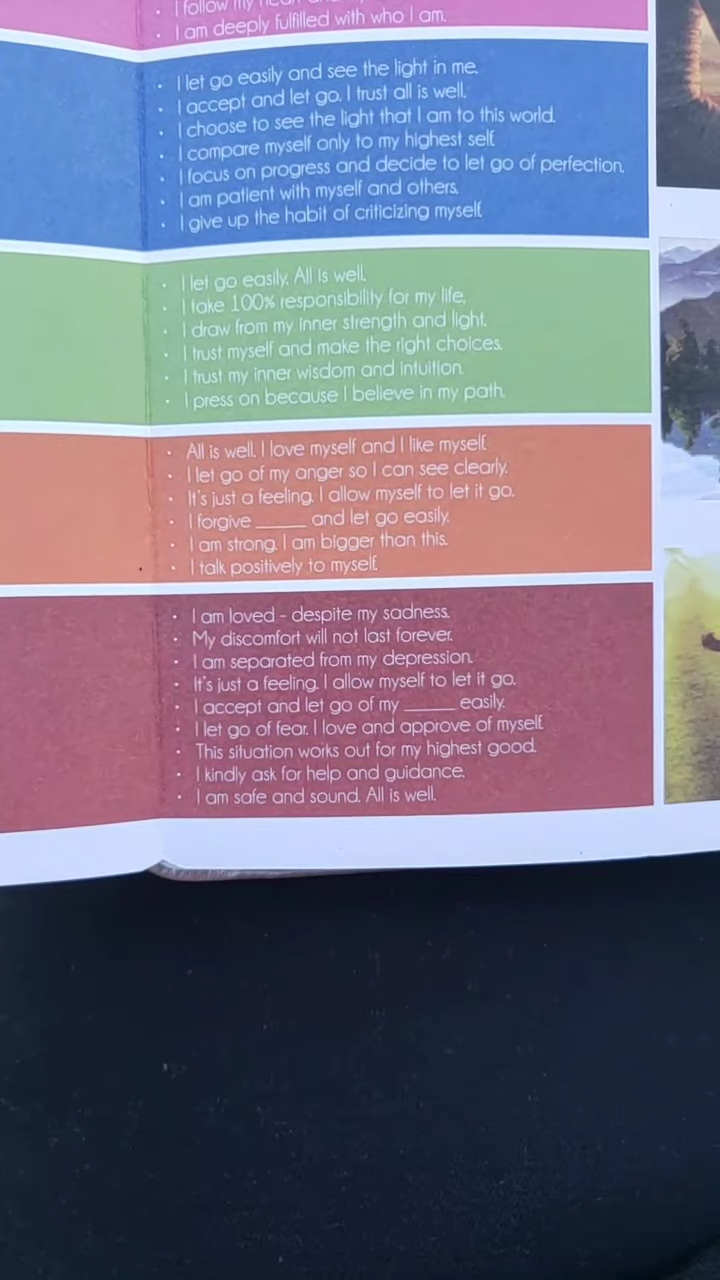 • I follow my
• I am deeply fulfilled with who I am.
• I let go easily and see the light in me.
• I accept and let go. I trust all is well.
• I choose to see the light that I am to this world.
• I compare myself only to my highest self.
• I focus on progress and decide to let go of perfection.
• I am patient with myself and others.
• I give up the habit of criticizing myself.
• I let go easily. All is well.
• I take 100% responsibility for my life.
• I draw from my inner strength and light.
• I trust myself and make the right choices.
• I trust my inner wisdom and intuition.
• I press on because I believe in my path.
• All is well. I love myself and I like myself.
• I let go of my anger so I can see clearly.
• It's just a feeling. I allow myself to let it go.
• I forgive _____ and let go easily.
• I am strong. I am bigger than this.
• I talk positively to myself.
• I am loved - despite my sadness.
• My discomfort will not last forever.
• I am separated from my depression.
• It's just a feeling. I allow myself to let it go.
• I accept and let go of my _____ easily.
• I let go of fear. I love and approve of myself.
• This situation works out for my highest good.
• I kindly ask for help and guidance.
• I am safe and sound. All is well.